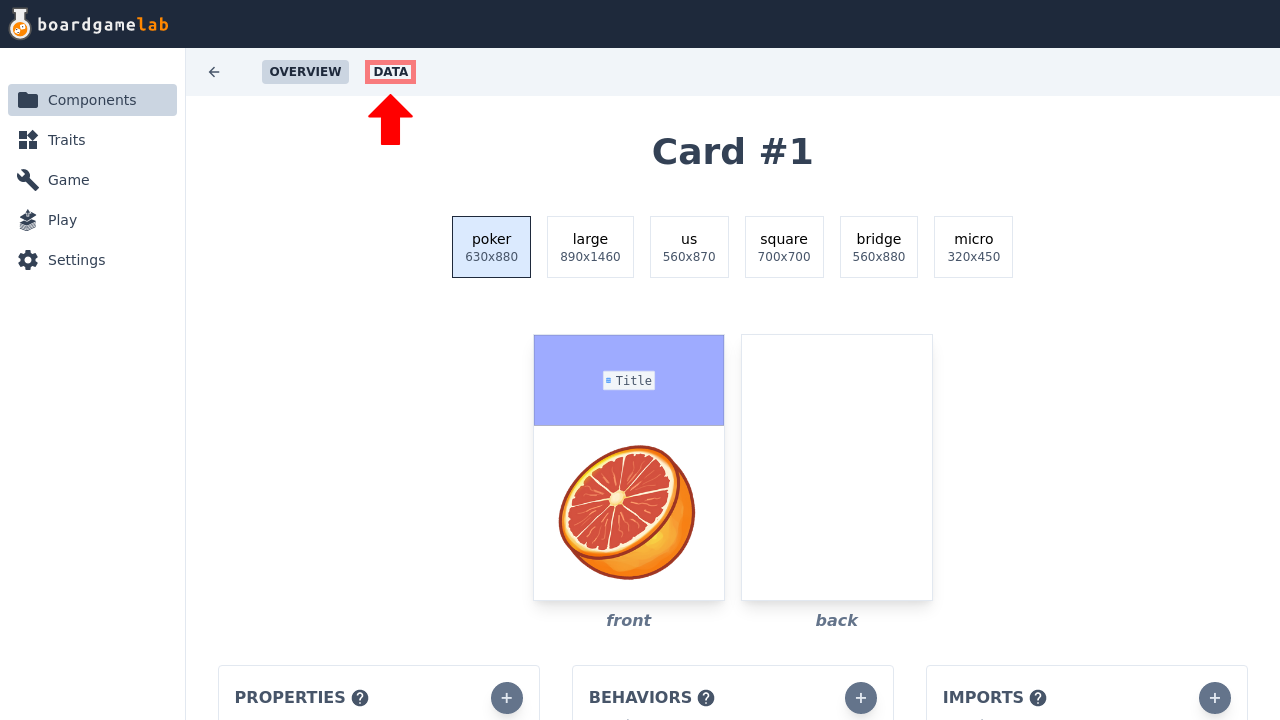 boardgamelab
OVERVIEW
DATA
Components
Traits
Game
Play
Settings
Card #1
poker
630x880
large
890x1460
us
560x870
square
700x700
bridge
560x880
micro
320x450
Title
front
back
PROPERTIES ?
+
BEHAVIORS ?
+
IMPORTS ?
+